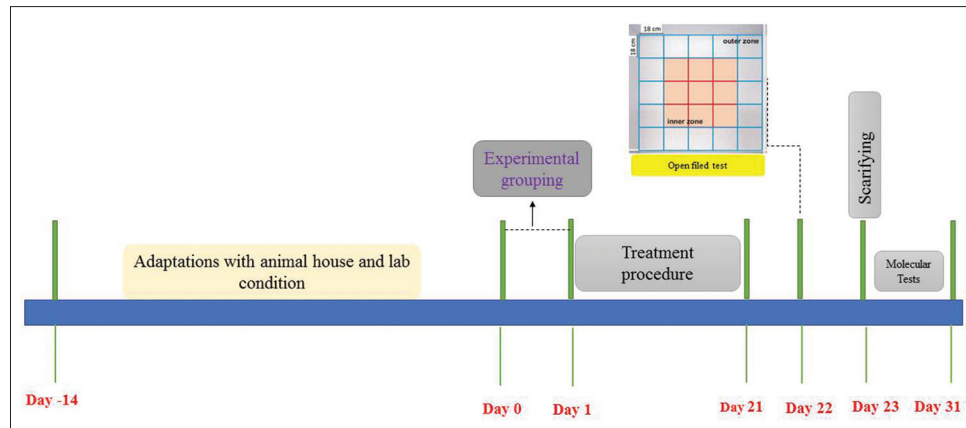 18 cm
18 cm
outer zone
inner zone
Open filed test
Experimental
grouping
Scarifying
Adaptations with animal house and lab
condition
Treatment
procedure
Molecular
Tests
Day -14
Day 0
Day 1
Day 21
Day 22
Day 23
Day 31